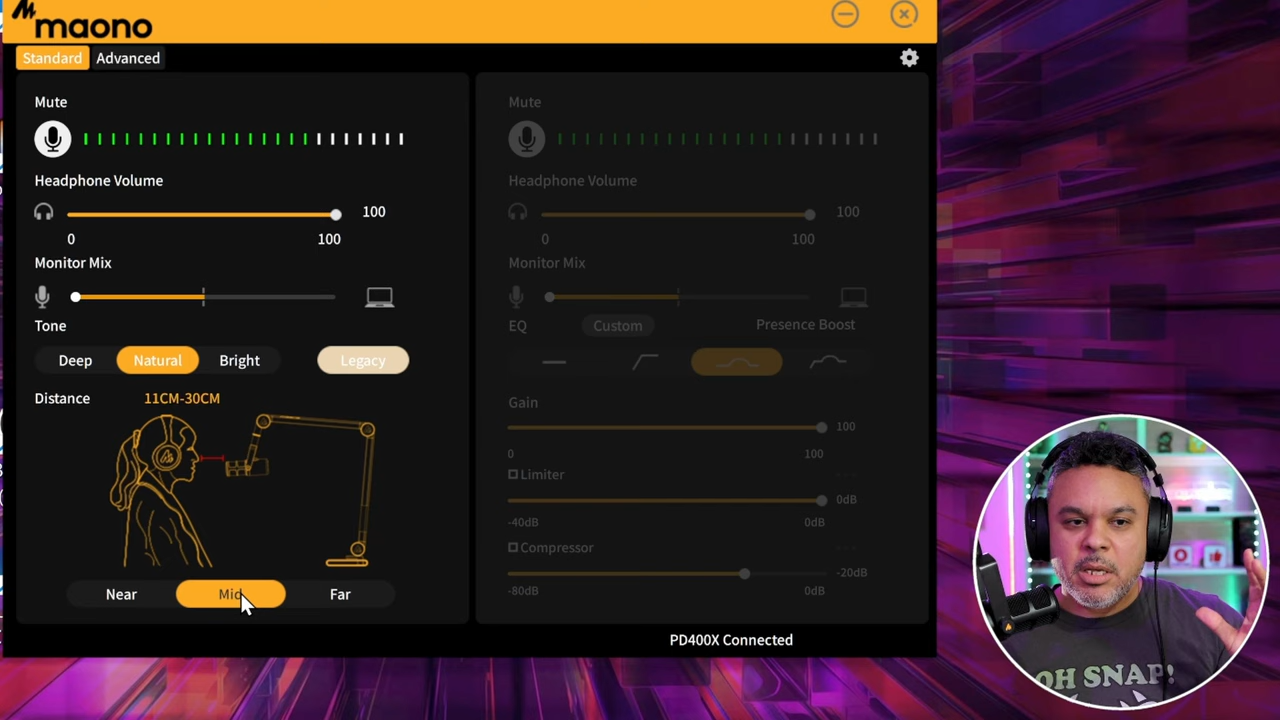 maono
Standard Advanced
Mute
Headphone Volume
100
0 100
Monitor Mix
Tone
Deep Natural Bright Legacy
Distance 11CM-30CM
Near Mid Far
Mute
Headphone Volume
100
0 100
Monitor Mix
EQ Custom Presence Boost
Gain
100
0 100
Limiter ---
0dB
-40dB 0dB
Compressor ---
-20dB
-80dB 0dB
PD400X Connected
OH SNAP!